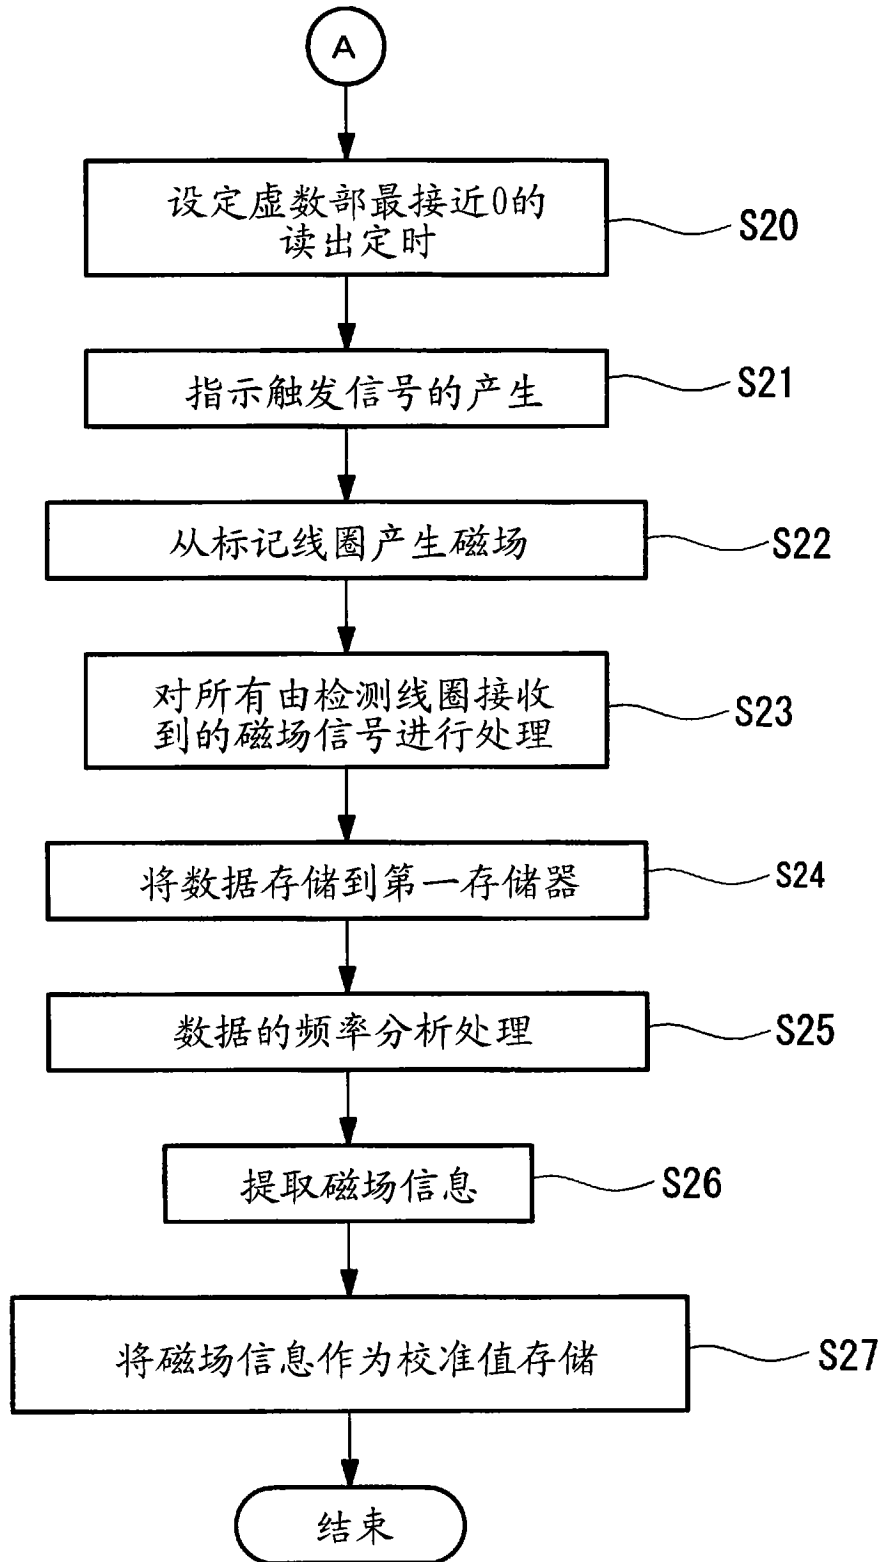 A
设定虚数部最接近0的
读出定时
S20
指示触发信号的产生
S21
从标记线圈产生磁场
S22
对所有由检测线圈接收
到的磁场信号进行处理
S23
将数据存储到第一存储器
S24
数据的频率分析处理
S25
提取磁场信息
S26
将磁场信息作为校准值存储
S27
结束